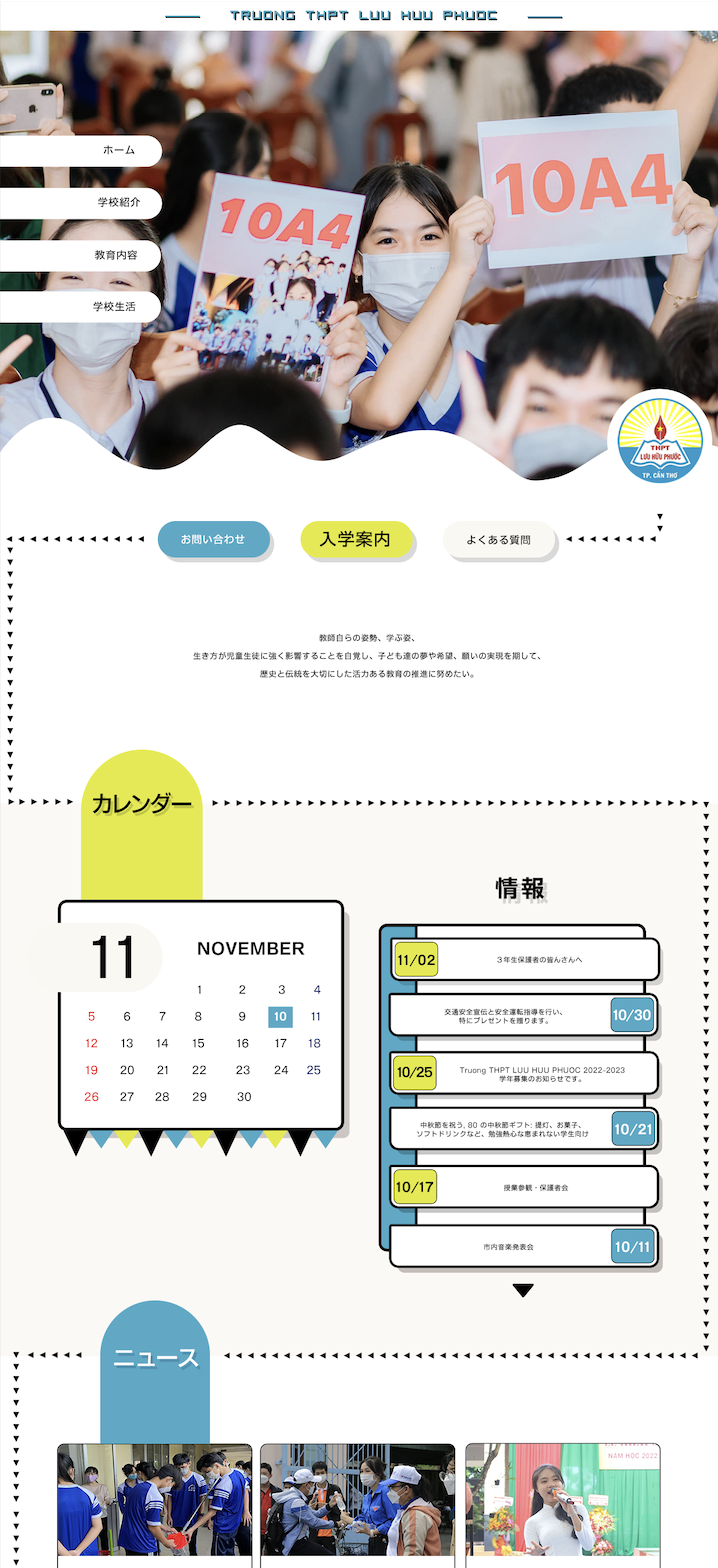 TRUONG THPT LUU HUU PHUOC
ホーム
学校紹介
教育内容
学校生活
10A4
10A4
THPT
LƯU HỮU PHƯỚC
TP. CẦN THƠ
お問い合わせ
入学案内
よくある質問
教師自らの姿勢、学ぶ姿、
生き方が児童生徒に強く影響することを自覚し、子ども達の夢や希望、願いの実現を期して、
歴史と伝統を大切にした活力ある教育の推進に努めたい。
カレンダー
11
NOVEMBER
1 2 3 4
5 6 7 8 9 10 11
12 13 14 15 16 17 18
19 20 21 22 23 24 25
26 27 28 29 30
情報
11/02
3年生保護者の皆んさんへ
交通安全宣伝と安全運転指導を行い、
特にプレゼントを贈ります。
10/30
10/25
Truong THPT LUU HUU PHUOC 2022-2023
学年募集のお知らせです。
中秋節を祝う, 80 の中秋節ギフト: 提灯、お菓子、
ソフトドリンクなど、勉強熱心な恵まれない学生向け
10/21
10/17
授業参観・保護者会
市内音楽発表会
10/11
ニュース
NAM HỌC 2022